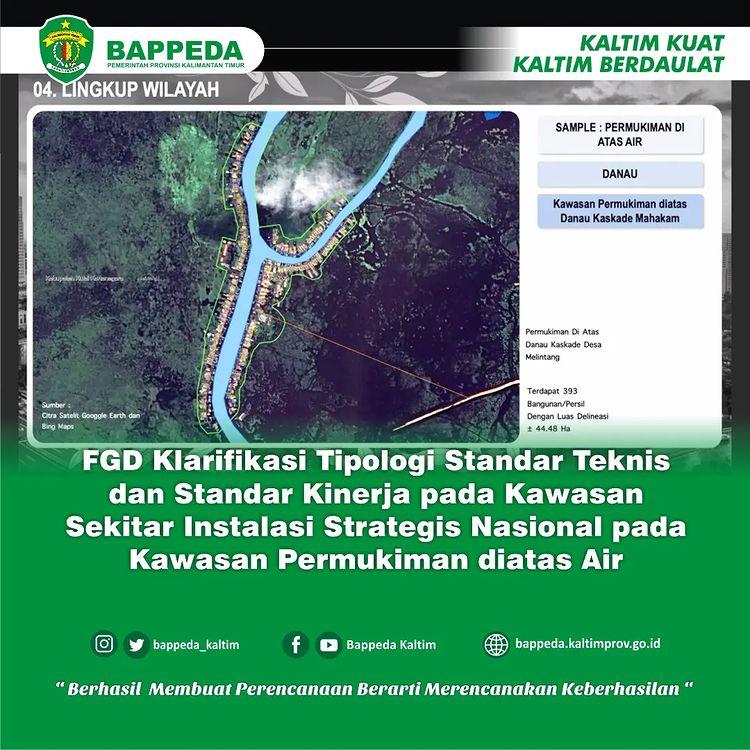 BAPPEDA
PEMERINTAH PROVINSI KALIMANTAN TIMUR
KALTIM KUAT
KALTIM BERDAULAT
04. LINGKUP WILAYAH
SAMPLE : PERMUKIMAN DI
ATAS AIR
DANAU
Kawasan Permukiman diatas
Danau Kaskade Mahakam
Permukiman Di Atas
Danau Kaskade Desa
Melintang
Terdapat 393
Bangunan/Persil
Dengan Luas Delineasi
± 44.48 Ha
Sumber :
Citra Satelit Googgle Earth dan
Bing Maps
FGD Klarifikasi Tipologi Standar Teknis
dan Standar Kinerja pada Kawasan
Sekitar Instalasi Strategis Nasional pada
Kawasan Permukiman diatas Air
bappeda_kaltim
Bappeda Kaltim
bappeda.kaltimprov.go.id
“ Berhasil Membuat Perencanaan Berarti Merencanakan Keberhasilan “